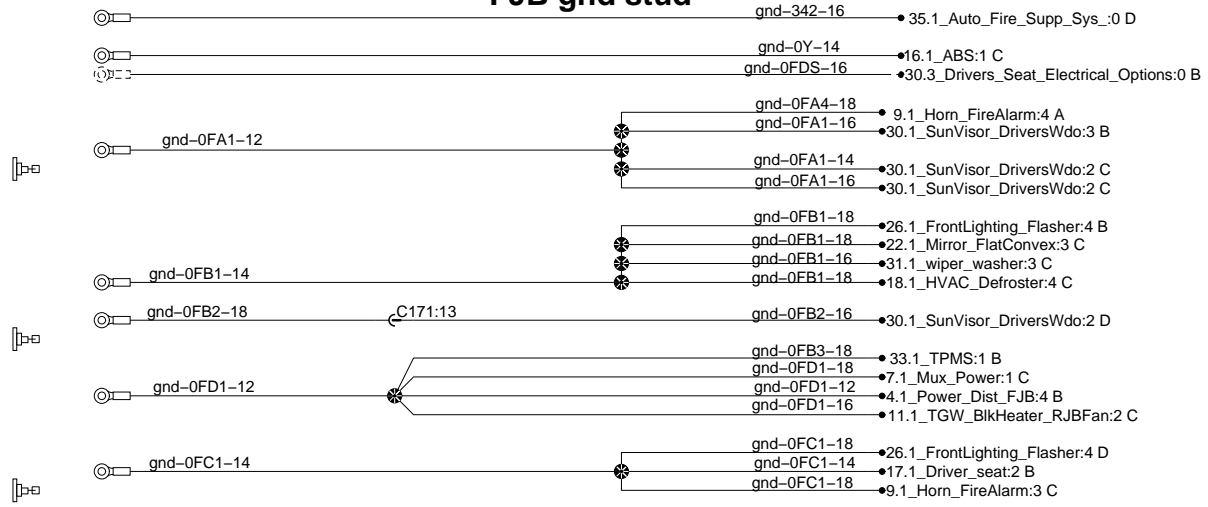 FJB gnd stud
gnd-342-16
35.1_Auto_Fire_Supp_Sys_:0 D
gnd-0Y-14
16.1_ABS:1 C
gnd-0FDS-16
30.3_Drivers_Seat_Electrical_Options:0 B
gnd-0FA4-18
9.1_Horn_FireAlarm:4 A
gnd-0FA1-16
30.1_SunVisor_DriversWdo:3 B
gnd-0FA1-12
gnd-0FA1-14
30.1_SunVisor_DriversWdo:2 C
gnd-0FA1-16
30.1_SunVisor_DriversWdo:2 C
gnd-0FB1-18
26.1_FrontLighting_Flasher:4 B
gnd-0FB1-18
22.1_Mirror_FlatConvex:3 C
gnd-0FB1-16
31.1_wiper_washer:3 C
gnd-0FB1-14
gnd-0FB1-18
18.1_HVAC_Defroster:4 C
gnd-0FB2-18
C171:13
gnd-0FB2-16
30.1_SunVisor_DriversWdo:2 D
gnd-0FB3-18
33.1_TPMS:1 B
gnd-0FD1-18
7.1_Mux_Power:1 C
gnd-0FD1-12
gnd-0FD1-12
4.1_Power_Dist_FJB:4 B
gnd-0FD1-16
11.1_TGW_BlkHeater_RJBFan:2 C
gnd-0FC1-18
26.1_FrontLighting_Flasher:4 D
gnd-0FC1-14
gnd-0FC1-14
17.1_Driver_seat:2 B
gnd-0FC1-18
9.1_Horn_FireAlarm:3 C